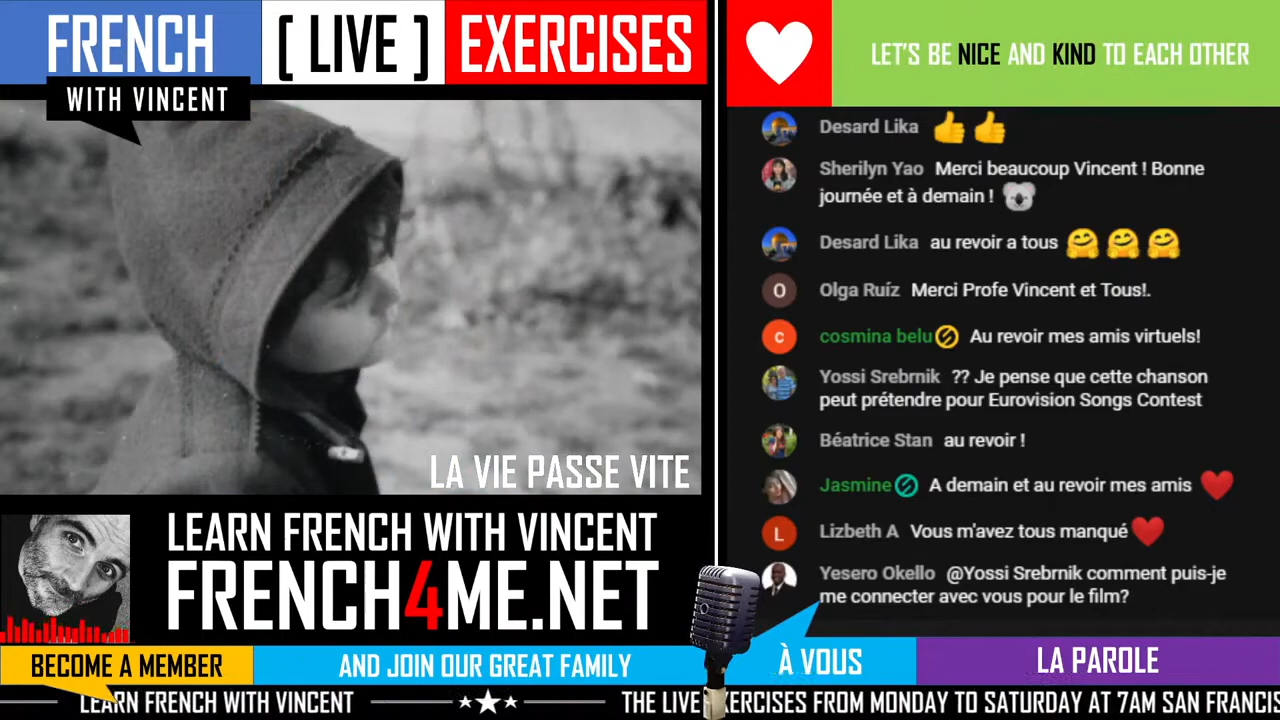 FRENCH [ LIVE ] EXERCISES
WITH VINCENT
LA VIE PASSE VITE
LEARN FRENCH WITH VINCENT
FRENCH4ME.NET
BECOME A MEMBER
AND JOIN OUR GREAT FAMILY
LET'S BE NICE AND KIND TO EACH OTHER
Desard Lika 👍👍
Sherilyn Yao Merci beaucoup Vincent ! Bonne
journée et à demain ! 🐨
Desard Lika au revoir a tous 🤗🤗🤗
O Olga Ruíz Merci Profe Vincent et Tous!.
c cosmina belu Au revoir mes amis virtuels!
Yossi Srebrnik ?? Je pense que cette chanson
peut prétendre pour Eurovision Songs Contest
Béatrice Stan au revoir !
Jasmine A demain et au revoir mes amis ❤️
L Lizbeth A Vous m'avez tous manqué❤️
Yesero Okello @Yossi Srebrnik comment puis-je
me connecter avec vous pour le film?
À VOUS LA PAROLE
LEARN FRENCH WITH VINCENT THE LIVE EXERCISES FROM MONDAY TO SATURDAY AT 7AM SAN FRANCIS